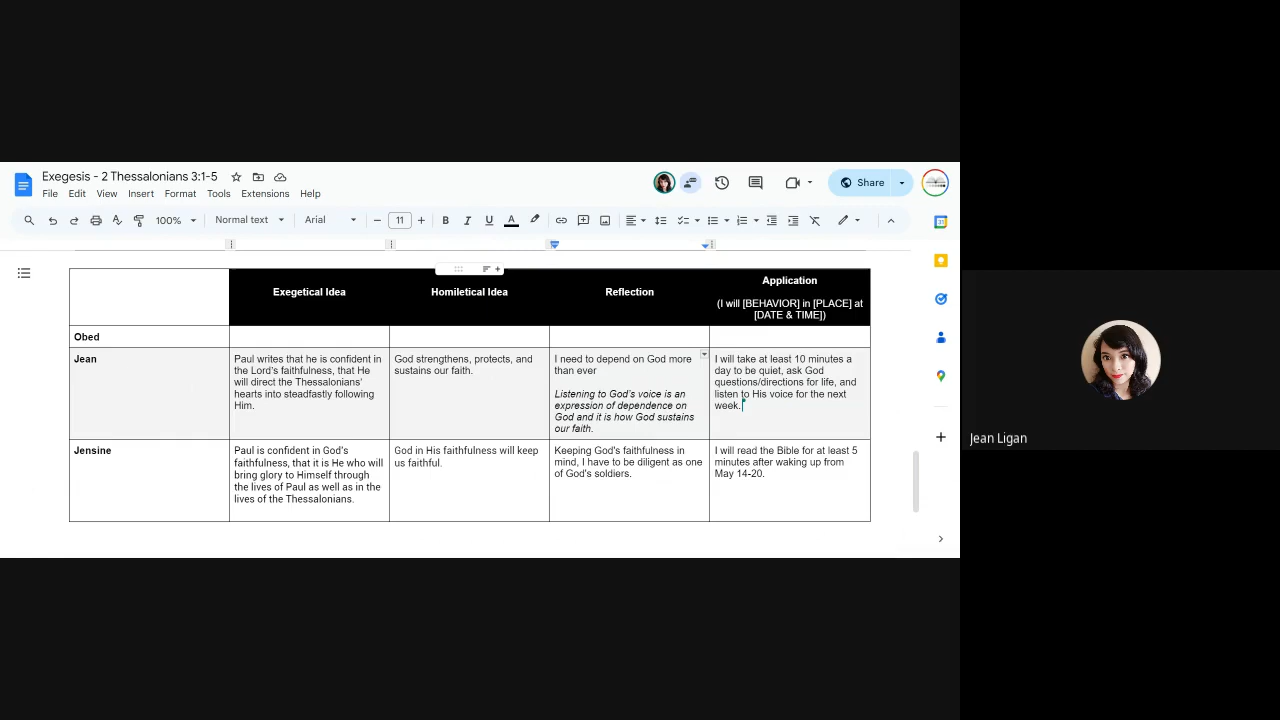 Exegesis - 2 Thessalonians 3:1-5
File Edit View Insert Format Tools Extensions Help
Share
100% Normal text Arial 11
Exegetical Idea
Homiletical Idea
Reflection
Application
(I will [BEHAVIOR] in [PLACE] at
[DATE & TIME])
Obed
Jean
Paul writes that he is confident in
the Lord's faithfulness, that He
will direct the Thessalonians'
hearts into steadfastly following
Him.
God strengthens, protects, and
sustains our faith.
I need to depend on God more
than ever
Listening to God's voice is an
expression of dependence on
God and it is how God sustains
our faith.
I will take at least 10 minutes a
day to be quiet, ask God
questions/directions for life, and
listen to His voice for the next
week.
Jensine
Paul is confident in God's
faithfulness, that it is He who will
bring glory to Himself through
the lives of Paul as well as in the
lives of the Thessalonians.
God in His faithfulness will keep
us faithful.
Keeping God's faithfulness in
mind, I have to be diligent as one
of God's soldiers.
I will read the Bible for at least 5
minutes after waking up from
May 14-20.
Jean Ligan